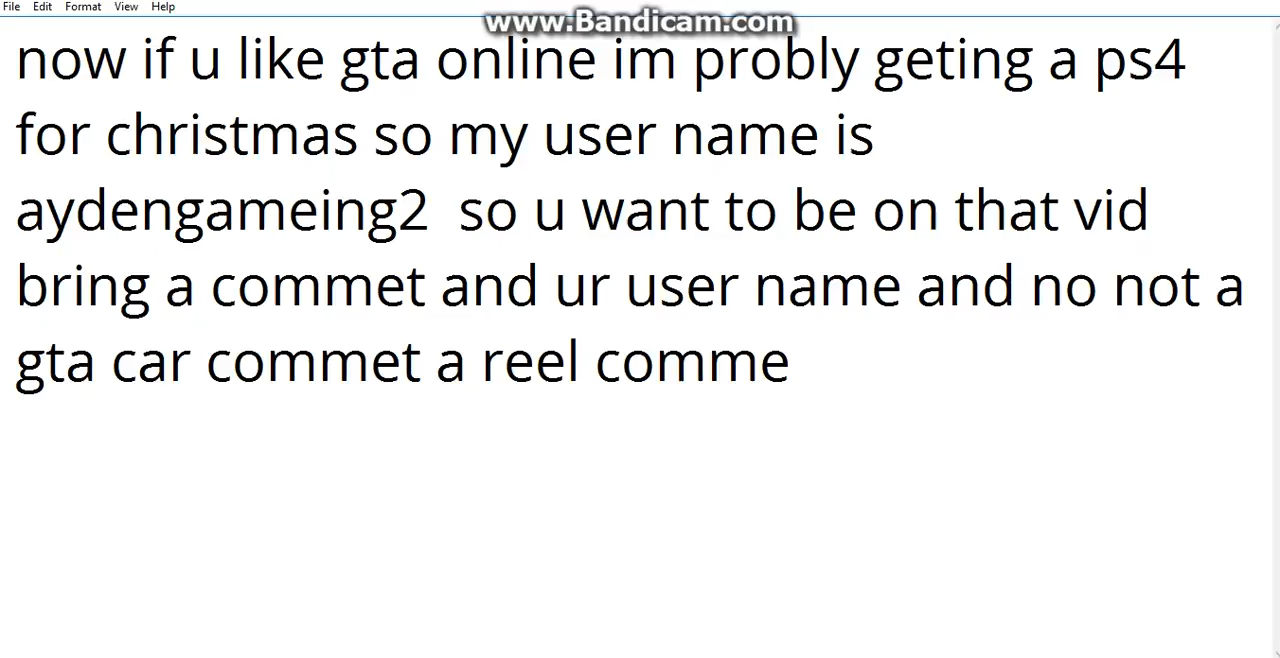 File Edit Format View Help
www.Bandicam.com
now if u like gta online im probly geting a ps4
for christmas so my user name is
aydengameing2  so u want to be on that vid
bring a commet and ur user name and no not a
gta car commet a reel comme